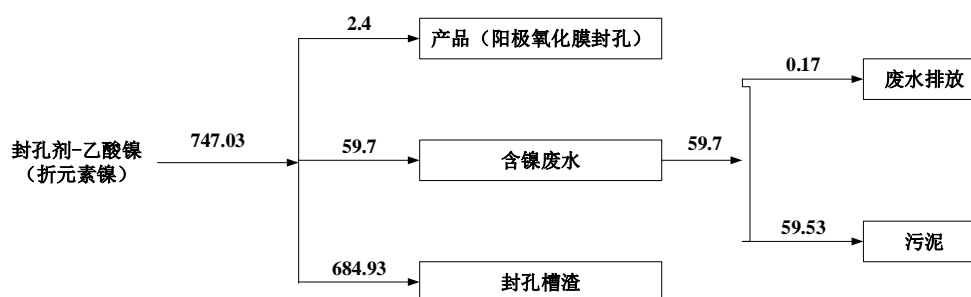 2.4
产品（阳极氧化膜封孔）
0.17
废水排放
封孔剂-乙酸镍
（折元素镍）
747.03
59.7
含镍废水
59.7
59.53
污泥
684.93
封孔槽渣